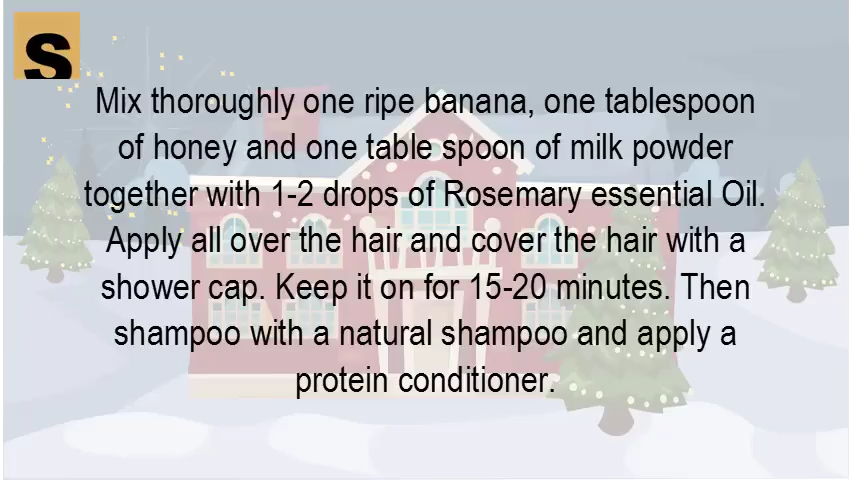 S
Mix thoroughly one ripe banana, one tablespoon
of honey and one table spoon of milk powder
together with 1-2 drops of Rosemary essential Oil.
Apply all over the hair and cover the hair with a
shower cap. Keep it on for 15-20 minutes. Then
shampoo with a natural shampoo and apply a
protein conditioner.